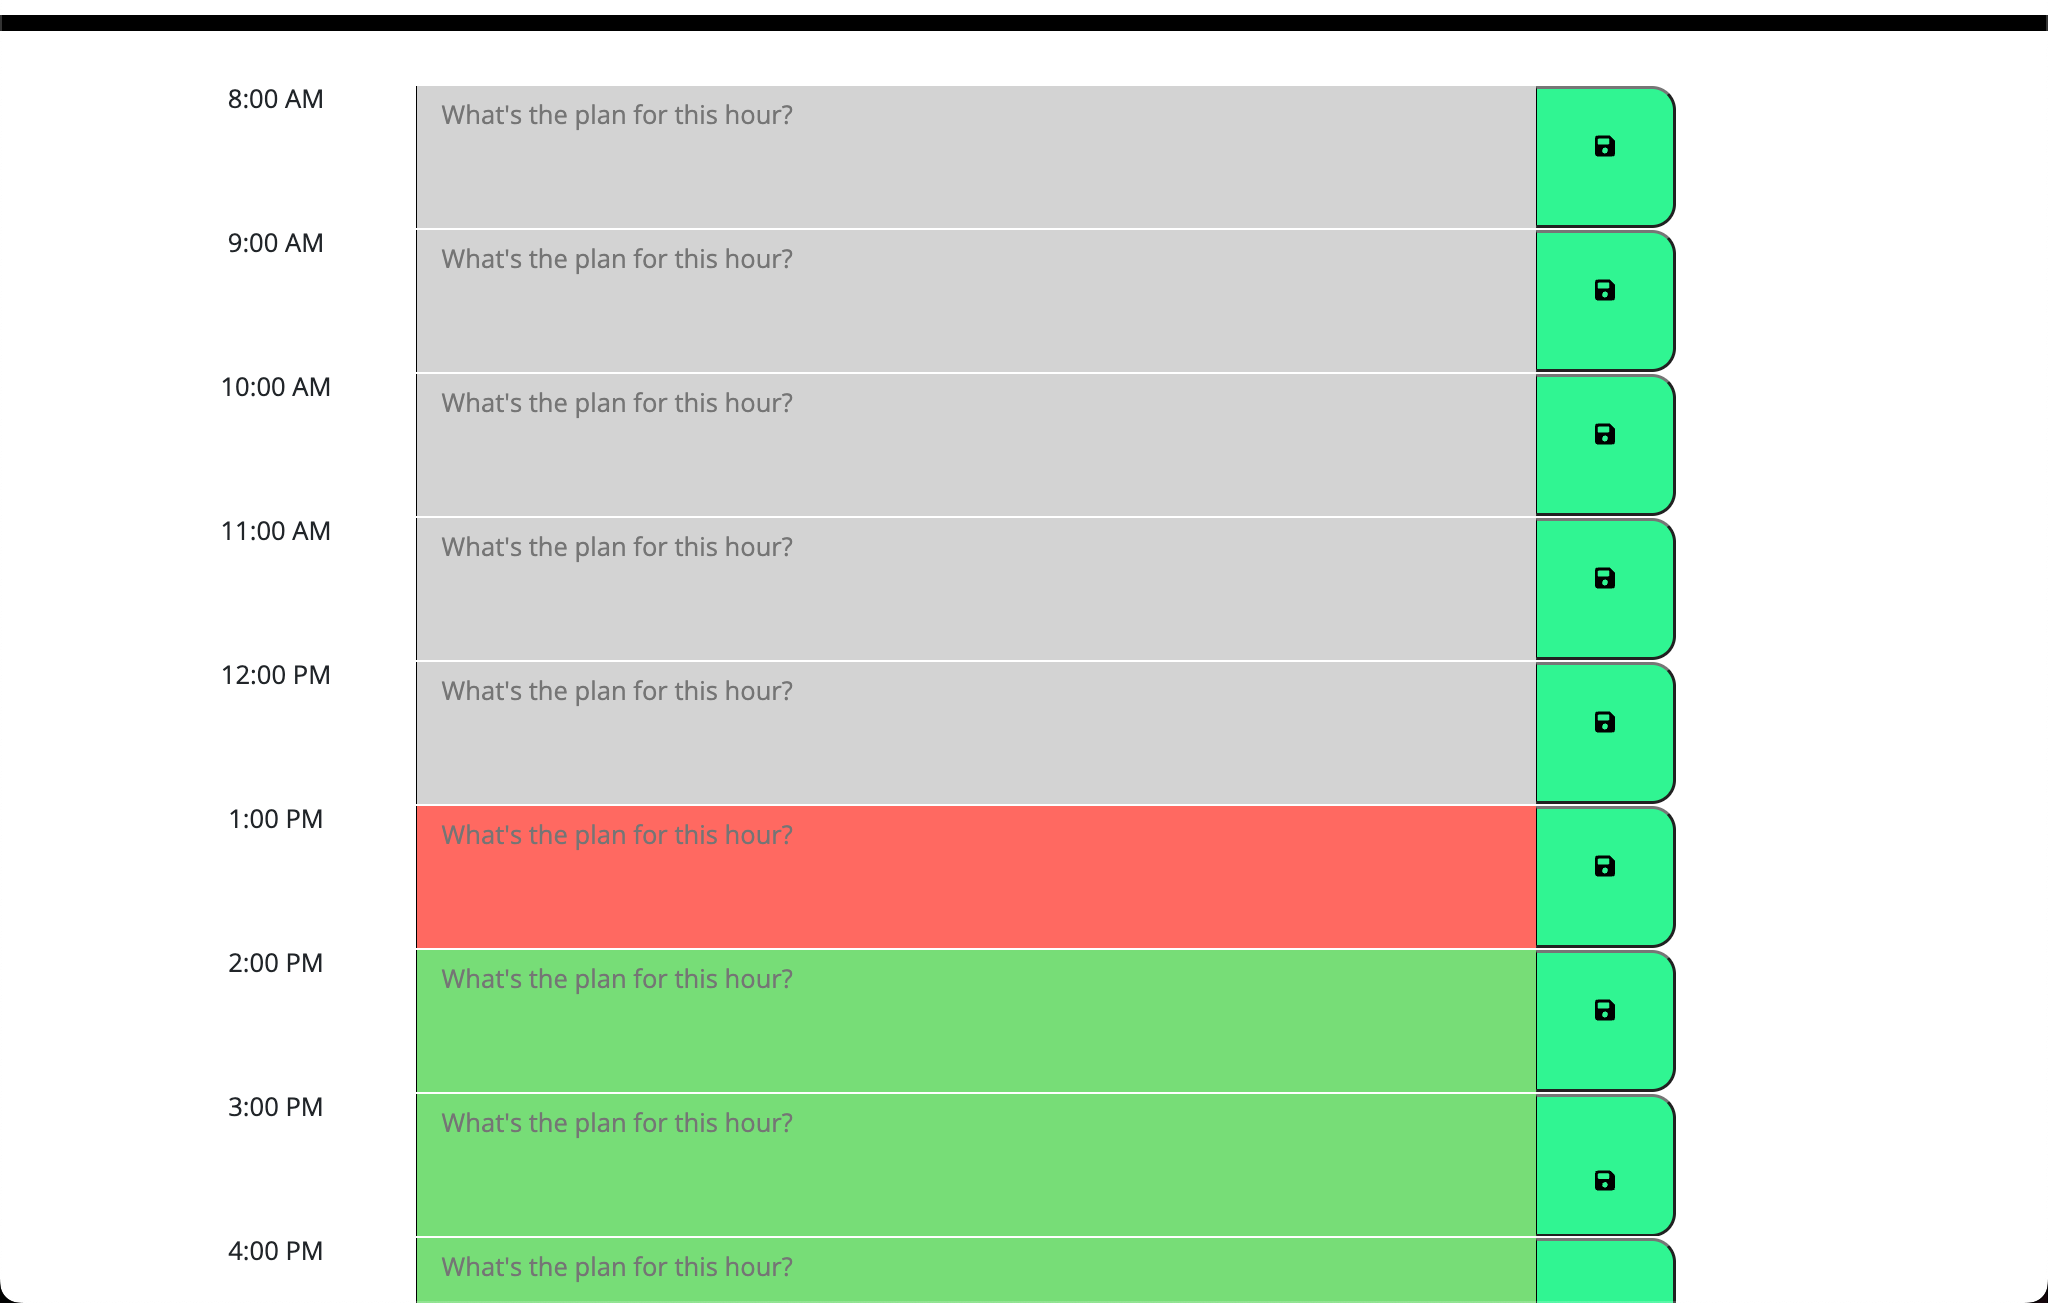 8:00 AM What's the plan for this hour?
9:00 AM What's the plan for this hour?
10:00 AM What's the plan for this hour?
11:00 AM What's the plan for this hour?
12:00 PM What's the plan for this hour?
1:00 PM What's the plan for this hour?
2:00 PM What's the plan for this hour?
3:00 PM What's the plan for this hour?
4:00 PM What's the plan for this hour?